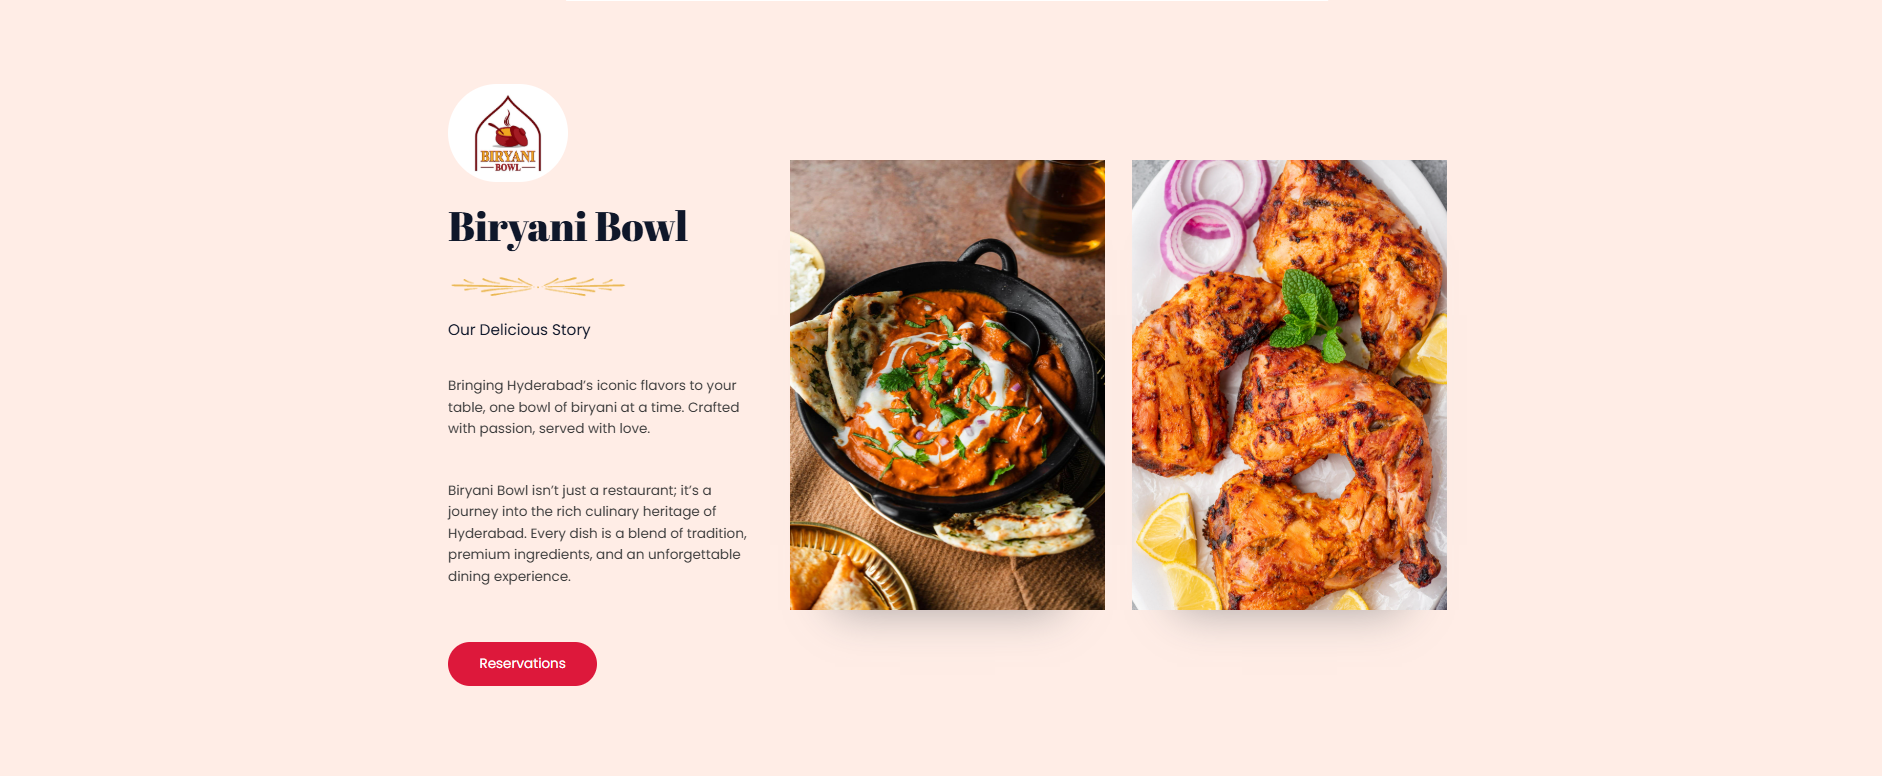 BIRYANI
BOWL
Biryani Bowl
Our Delicious Story
Bringing Hyderabad’s iconic flavors to your
table, one bowl of biryani at a time. Crafted
with passion, served with love.
Biryani Bowl isn’t just a restaurant; it’s a
journey into the rich culinary heritage of
Hyderabad. Every dish is a blend of tradition,
premium ingredients, and an unforgettable
dining experience.
Reservations